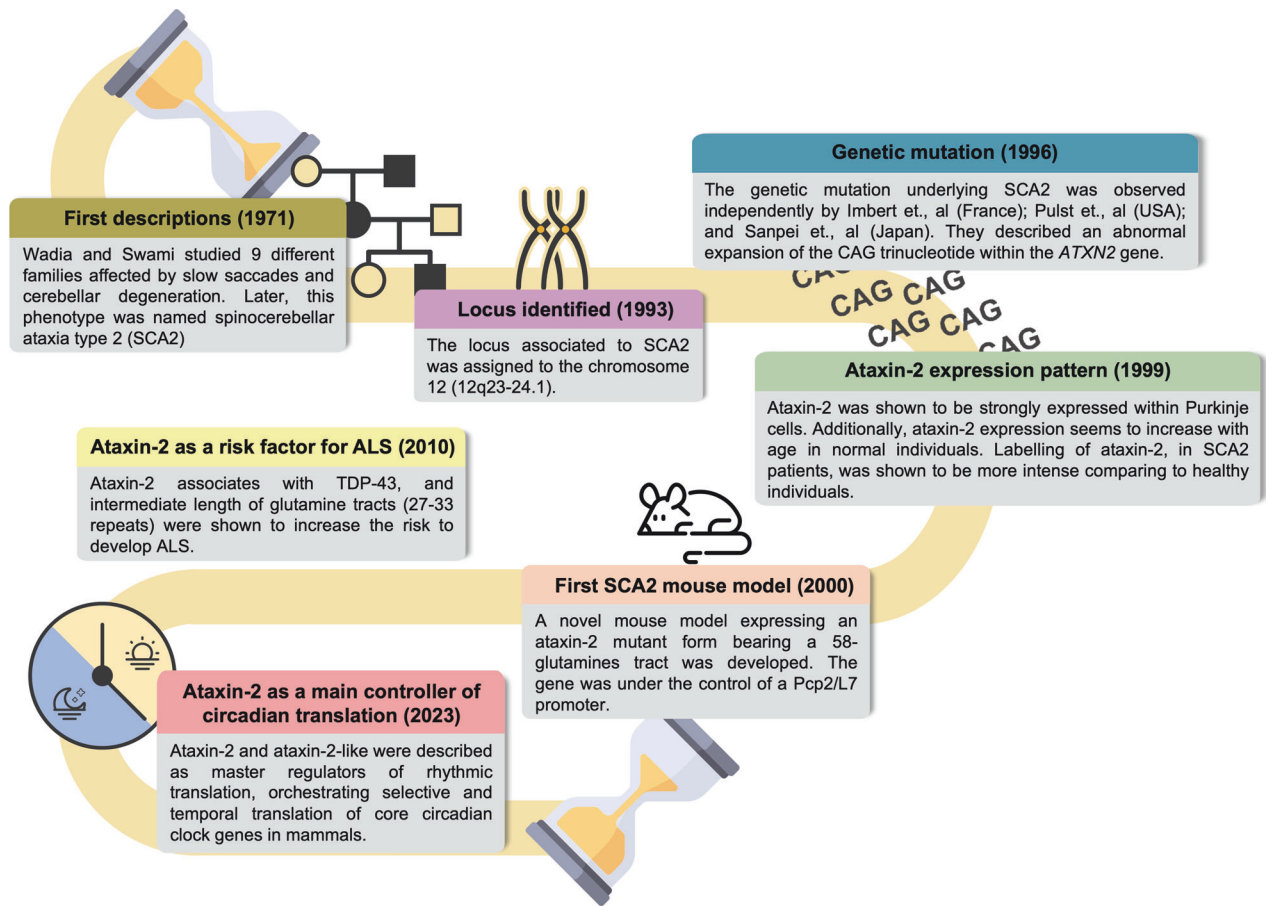 First descriptions (1971)
Wadia and Swami studied 9 different
families affected by slow saccades and
cerebellar degeneration. Later, this
phenotype was named spinocerebellar
ataxia type 2 (SCA2)
Locus identified (1993)
The locus associated to SCA2
was assigned to the chromosome
12 (12q23-24.1).
Genetic mutation (1996)
The genetic mutation underlying SCA2 was observed
independently by Imbert et., al (France); Pulst et., al (USA);
and Sanpei et., al (Japan). They described an abnormal
expansion of the CAG trinucleotide within the ATXN2 gene.
CAG
CAG CAG
CAG CAG
CAG
Ataxin-2 expression pattern (1999)
Ataxin-2 was shown to be strongly expressed within Purkinje
cells. Additionally, ataxin-2 expression seems to increase with
age in normal individuals. Labelling of ataxin-2, in SCA2
patients, was shown to be more intense comparing to healthy
individuals.
First SCA2 mouse model (2000)
A novel mouse model expressing an
ataxin-2 mutant form bearing a 58-
glutamines tract was developed. The
gene was under the control of a Pcp2/L7
promoter.
Ataxin-2 as a risk factor for ALS (2010)
Ataxin-2 associates with TDP-43, and
intermediate length of glutamine tracts (27-33
repeats) were shown to increase the risk to
develop ALS.
Ataxin-2 as a main controller of
circadian translation (2023)
Ataxin-2 and ataxin-2-like were described
as master regulators of rhythmic
translation, orchestrating selective and
temporal translation of core circadian
clock genes in mammals.